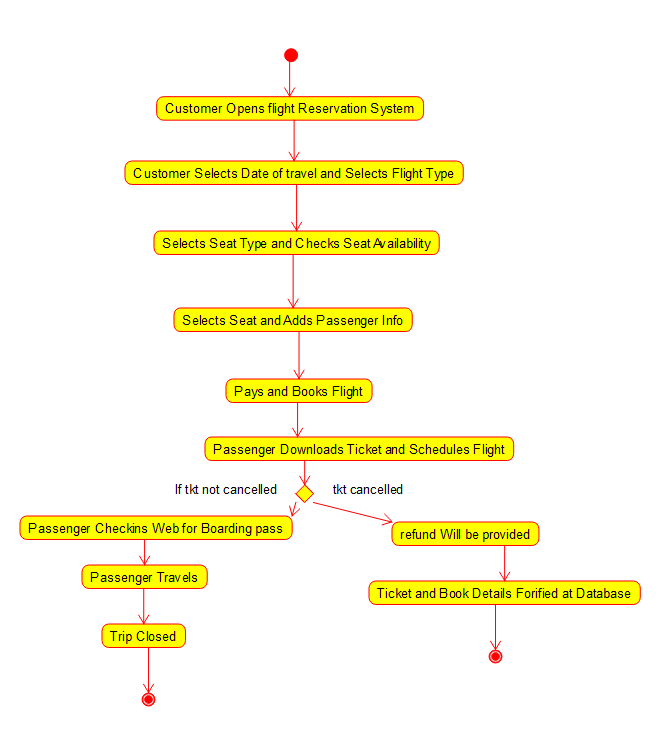 Customer Opens flight Reservation System
Customer Selects Date of travel and Selects Flight Type
Selects Seat Type and Checks Seat Availability
Selects Seat and Adds Passenger Info
Pays and Books Flight
Passenger Downloads Ticket and Schedules Flight
If tkt not cancelled
tkt cancelled
Passenger Checkins Web for Boarding pass
refund Will be provided
Passenger Travels
Ticket and Book Details Forified at Database
Trip Closed